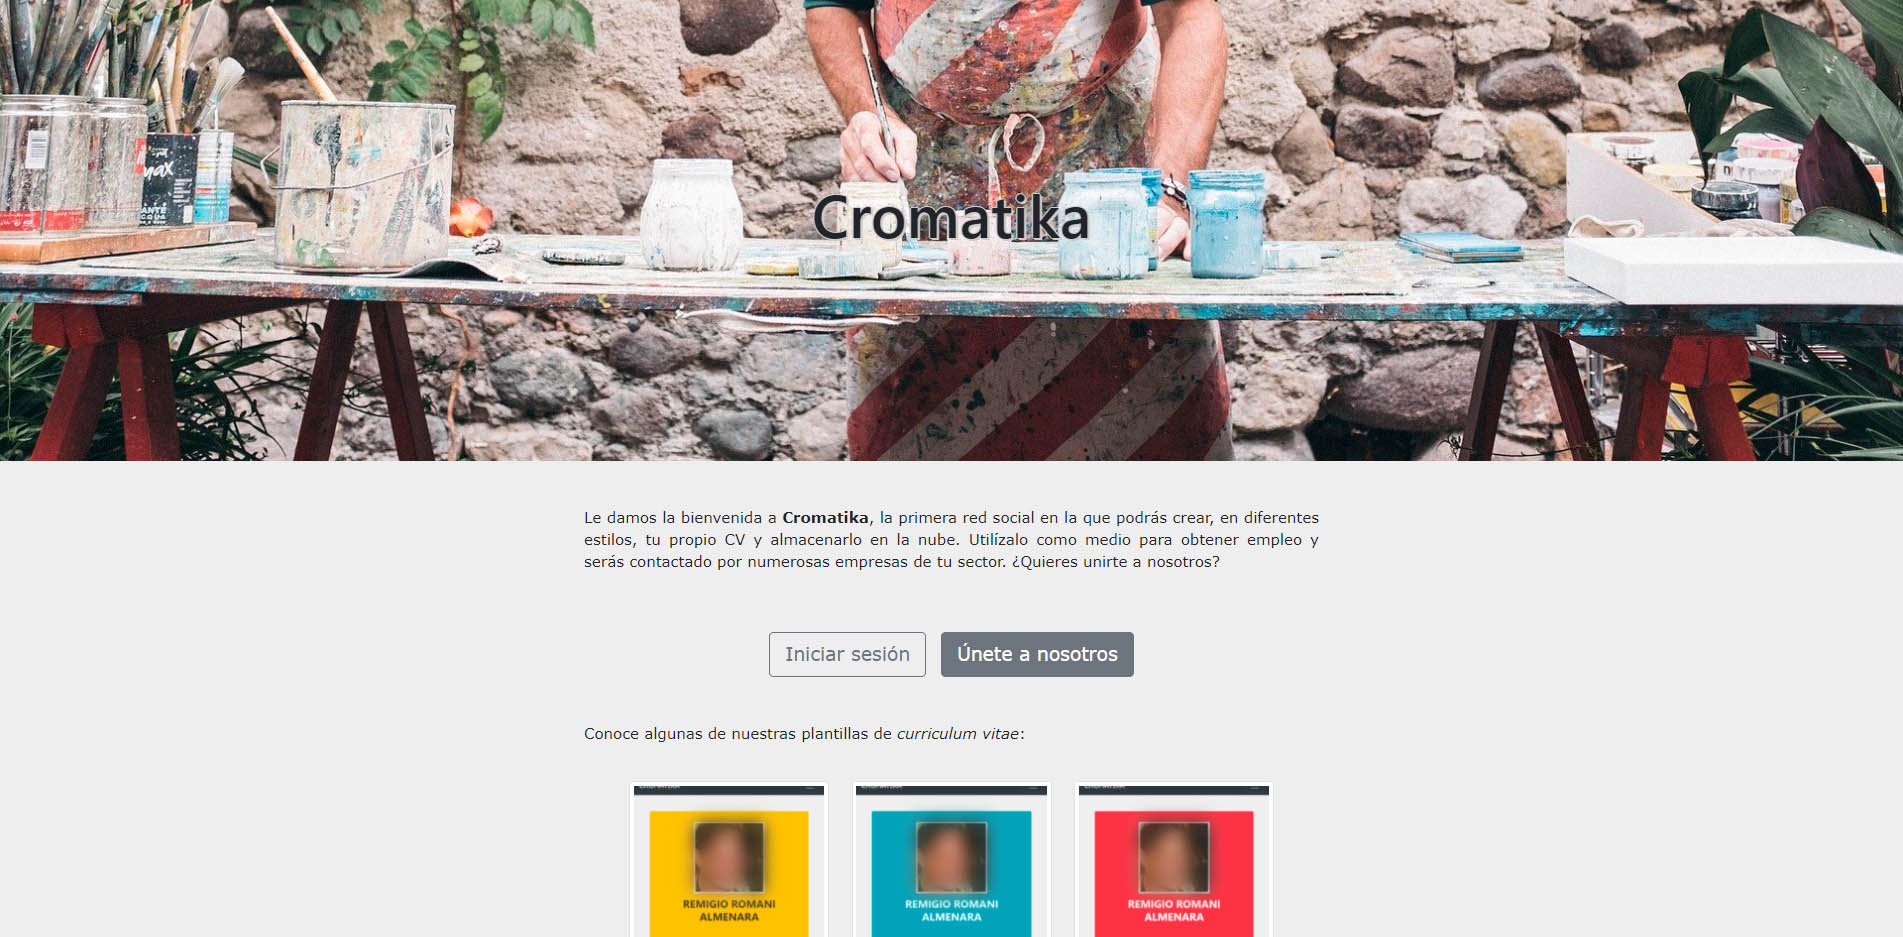 max
Cromatika
Le damos la bienvenida a Cromatika, la primera red social en la que podrás crear, en diferentes
estilos, tu propio CV y almacenarlo en la nube. Utilízalo como medio para obtener empleo y
serás contactado por numerosas empresas de tu sector. ¿Quieres unirte a nosotros?
Iniciar sesión
Únete a nosotros
Conoce algunas de nuestras plantillas de curriculum vitae:
REMIGIO ROMANI
ALMENARA
REMIGIO ROMANI
ALMENARA
REMIGIO ROMANI
ALMENARA